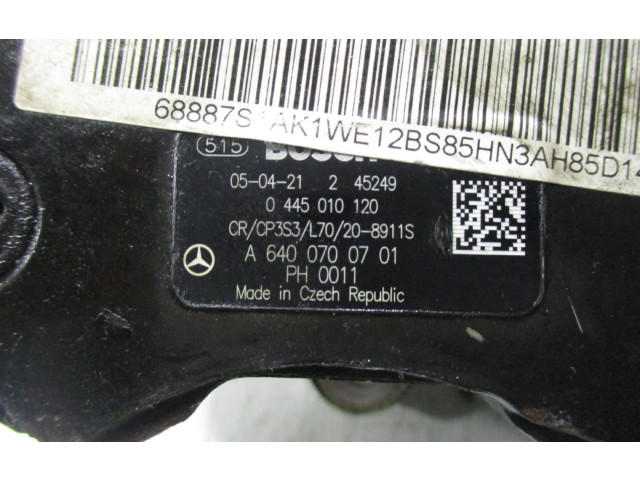 68887S AK1WE12BS85HN3AH85D14
515 BOSCH
05-04-21 2 45249
0 445 010 120
CR/CP3S3/L70/20-8911S
A 640 070 07 01
PH 0011
Made in Czech Republic